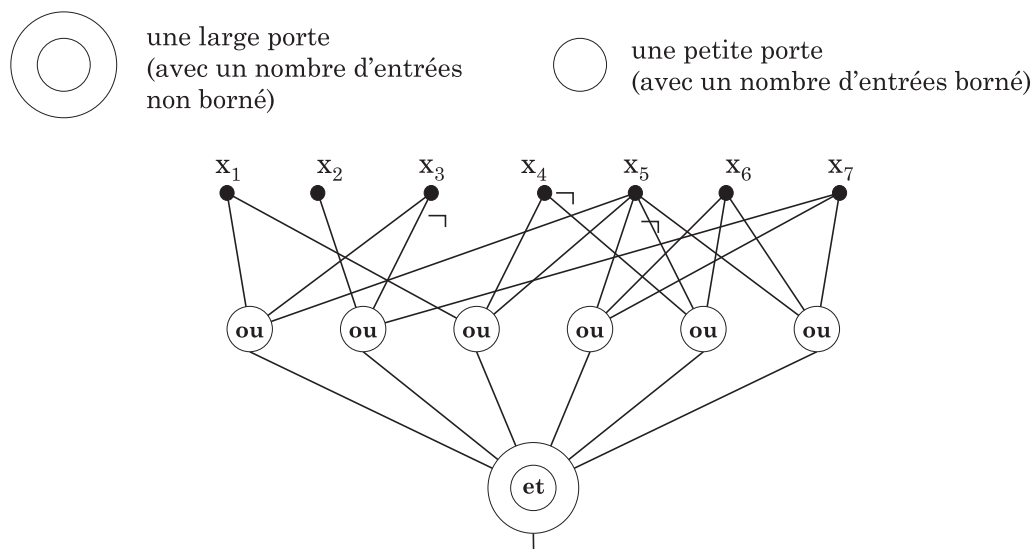 une large porte
(avec un nombre d'entrées
non borné)
une petite porte
(avec un nombre d'entrées borné)
x₁ x₂ x₃ x₄ x₅ x₆ x₇
¬ ¬ ¬
ou ou ou ou ou ou
et